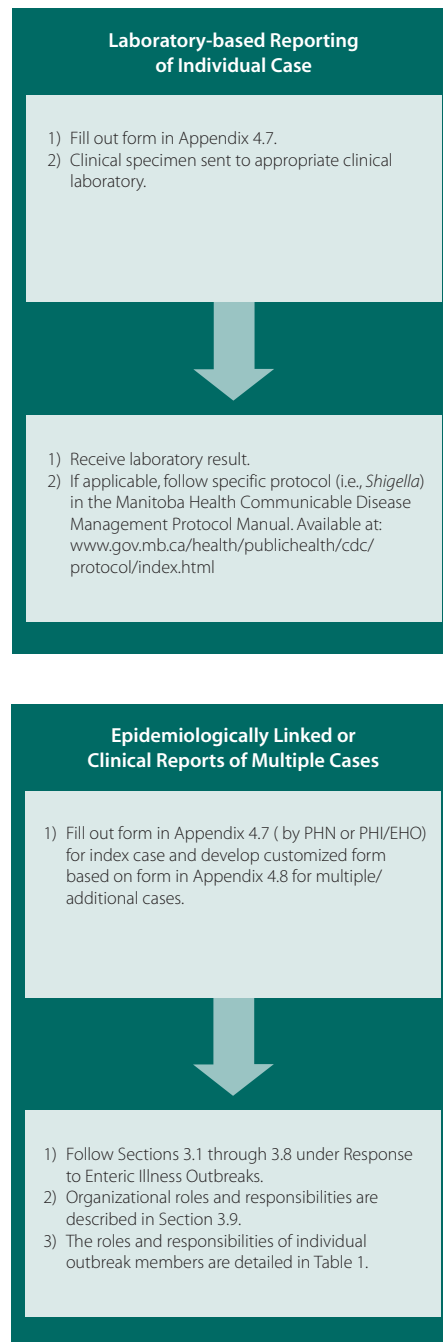 Laboratory-based Reporting
of Individual Case
1) Fill out form in Appendix 4.7.
2) Clinical specimen sent to appropriate clinical
laboratory.
1) Receive laboratory result.
2) If applicable, follow specific protocol (i.e., Shigella)
in the Manitoba Health Communicable Disease
Management Protocol Manual. Available at:
www.gov.mb.ca/health/publichealth/cdc/
protocol/index.html
Epidemiologically Linked or
Clinical Reports of Multiple Cases
1) Fill out form in Appendix 4.7 ( by PHN or PHI/EHO)
for index case and develop customized form
based on form in Appendix 4.8 for multiple/
additional cases.
1) Follow Sections 3.1 through 3.8 under Response
to Enteric Illness Outbreaks.
2) Organizational roles and responsibilities are
described in Section 3.9.
3) The roles and responsibilities of individual
outbreak members are detailed in Table 1.